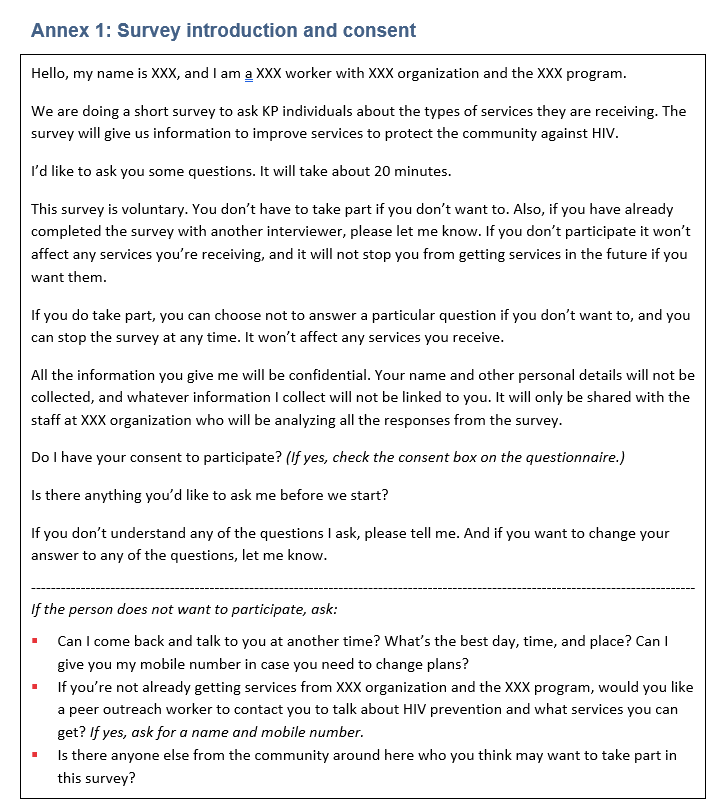 Annex 1: Survey introduction and consent
Hello, my name is XXX, and I am a XXX worker with XXX organization and the XXX program.
We are doing a short survey to ask KP individuals about the types of services they are receiving. The
survey will give us information to improve services to protect the community against HIV.
I’d like to ask you some questions. It will take about 20 minutes.
This survey is voluntary. You don’t have to take part if you don’t want to. Also, if you have already
completed the survey with another interviewer, please let me know. If you don’t participate it won’t
affect any services you’re receiving, and it will not stop you from getting services in the future if you
want them.
If you do take part, you can choose not to answer a particular question if you don’t want to, and you
can stop the survey at any time. It won’t affect any services you receive.
All the information you give me will be confidential. Your name and other personal details will not be
collected, and whatever information I collect will not be linked to you. It will only be shared with the
staff at XXX organization who will be analyzing all the responses from the survey.
Do I have your consent to participate? (If yes, check the consent box on the questionnaire.)
Is there anything you’d like to ask me before we start?
If you don’t understand any of the questions I ask, please tell me. And if you want to change your
answer to any of the questions, let me know.
If the person does not want to participate, ask:
▪ Can I come back and talk to you at another time? What’s the best day, time, and place? Can I
give you my mobile number in case you need to change plans?
▪ If you’re not already getting services from XXX organization and the XXX program, would you like
a peer outreach worker to contact you to talk about HIV prevention and what services you can
get? If yes, ask for a name and mobile number.
▪ Is there anyone else from the community around here who you think may want to take part in
this survey?